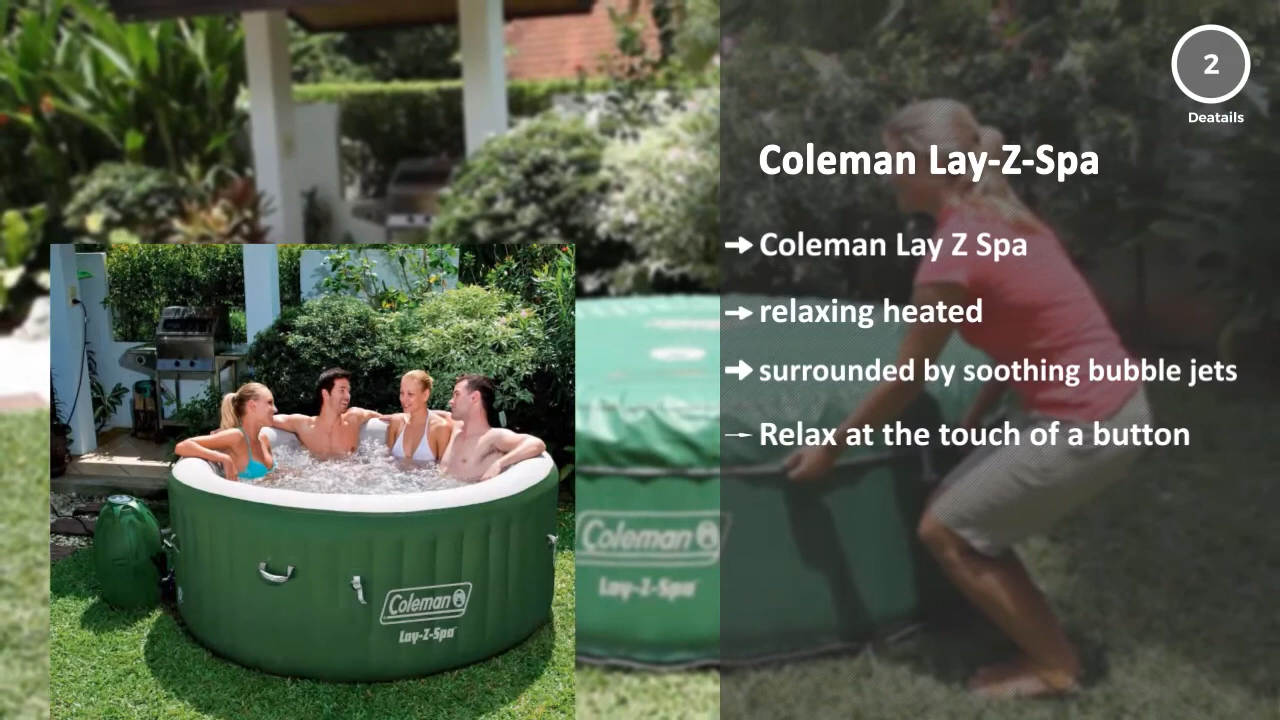 2
Deatails
Coleman Lay-Z-Spa
Coleman Lay Z Spa
relaxing heated
surrounded by soothing bubble jets
Relax at the touch of a button
Coleman
Lay-Z-Spa
Coleman
Lay-Z-Spa